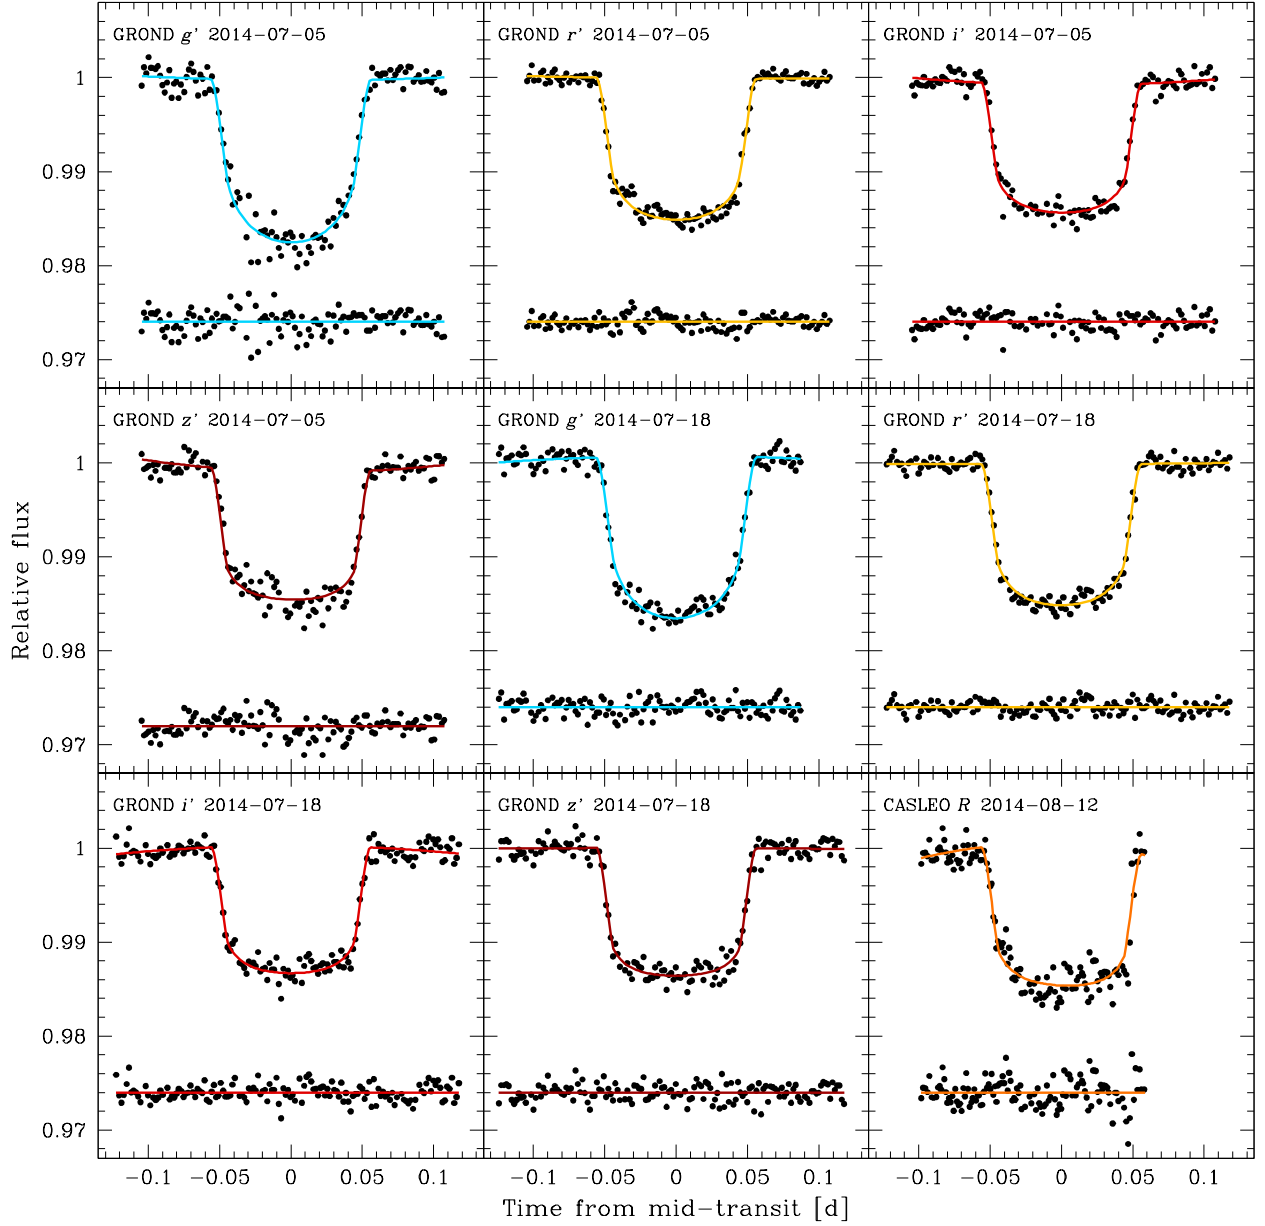 GROND g' 2014-07-05
GROND r' 2014-07-05
GROND i' 2014-07-05
1
0.99
0.98
0.97
GROND z' 2014-07-05
GROND g' 2014-07-18
GROND r' 2014-07-18
1
0.99
0.98
0.97
Relative flux
GROND i' 2014-07-18
GROND z' 2014-07-18
CASLEO R 2014-08-12
1
0.99
0.98
0.97
-0.1 -0.05 0 0.05 0.1
-0.1 -0.05 0 0.05 0.1
-0.1 -0.05 0 0.05 0.1
Time from mid-transit [d]